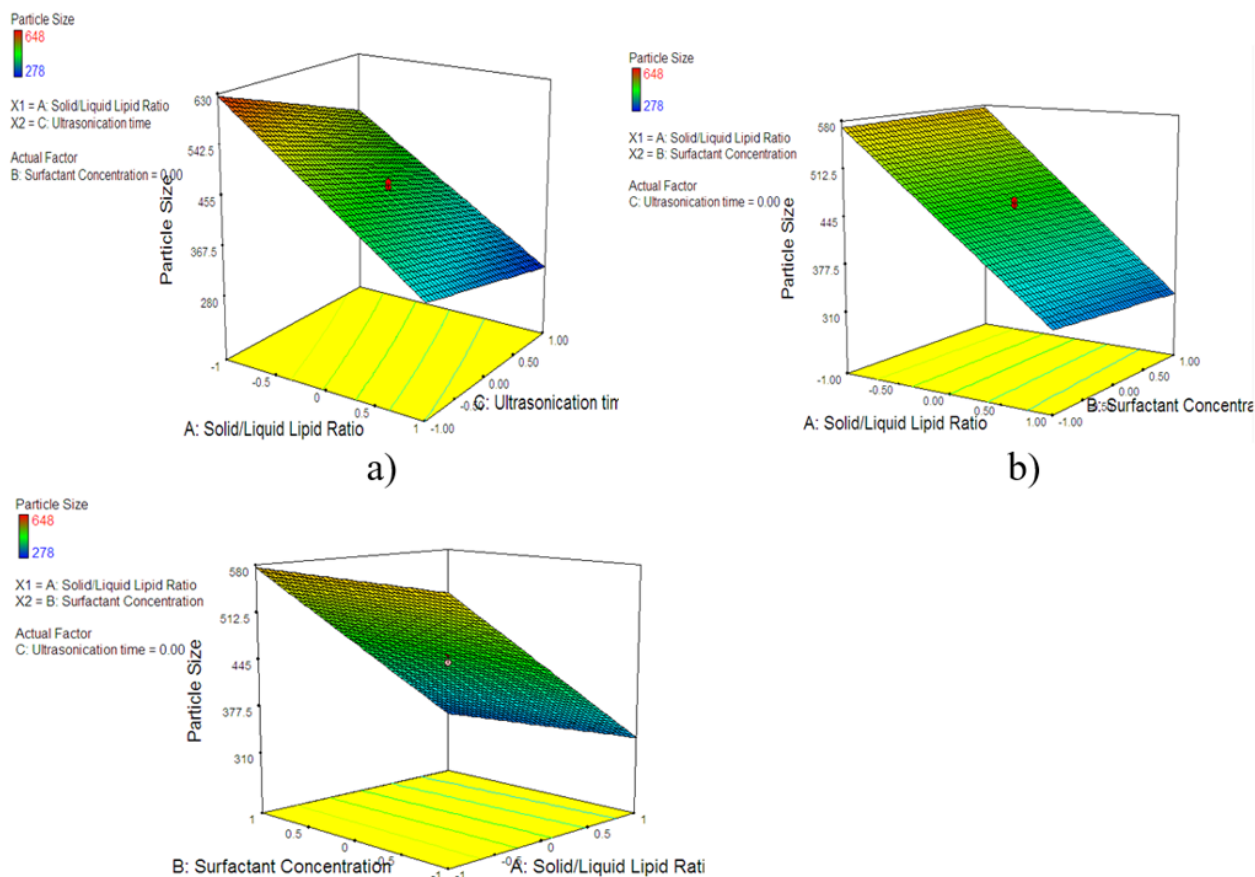 Particle Size
648
278
X1 = A: Solid/Liquid Lipid Ratio
X2 = C: Ultrasonication time
Actual Factor
B: Surfactant Concentration = 0.00
Particle Size
630
542.5
455
367.5
280
-1
-0.5
0
0.5
1
A: Solid/Liquid Lipid Ratio
-1.00
-0.50
0.00
0.50
1.00
C: Ultrasonication tim
a)
Particle Size
648
278
X1 = A: Solid/Liquid Lipid Ratio
X2 = B: Surfactant Concentration
Actual Factor
C: Ultrasonication time = 0.00
Particle Size
580
512.5
445
377.5
310
-1.00
-0.50
0.00
0.50
1.00
A: Solid/Liquid Lipid Ratio
-1.00
0.00
0.50
1.00
B: Surfactant Concentra
b)
Particle Size
648
278
X1 = A: Solid/Liquid Lipid Ratio
X2 = B: Surfactant Concentration
Actual Factor
C: Ultrasonication time = 0.00
Particle Size
580
512.5
445
377.5
310
1
0.5
0
-0.5
-1
B: Surfactant Concentration
-1
-0.5
0
0.5
1
A: Solid/Liquid Lipid Rati